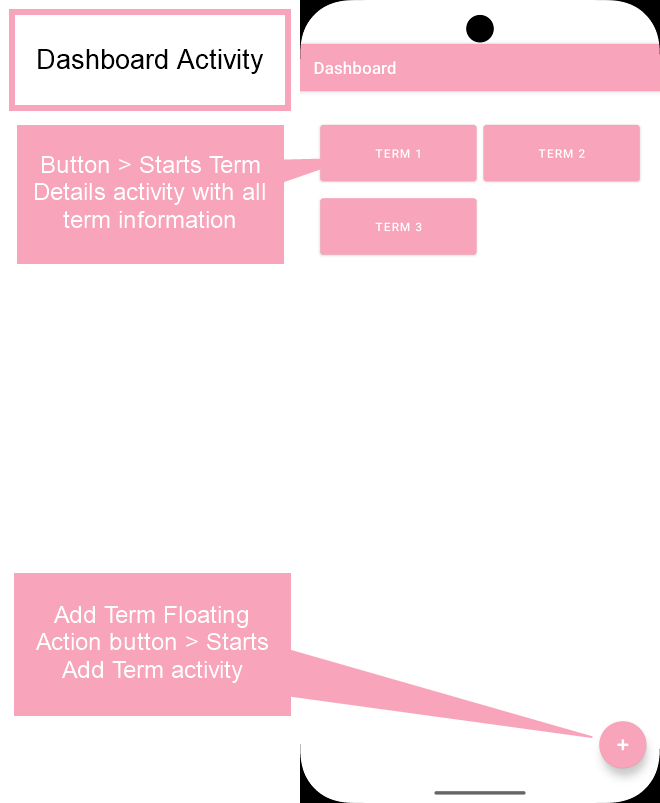 Dashboard Activity
Dashboard
Button > Starts Term
Details activity with all
term information
TERM 1
TERM 2
TERM 3
Add Term Floating
Action button > Starts
Add Term activity
+